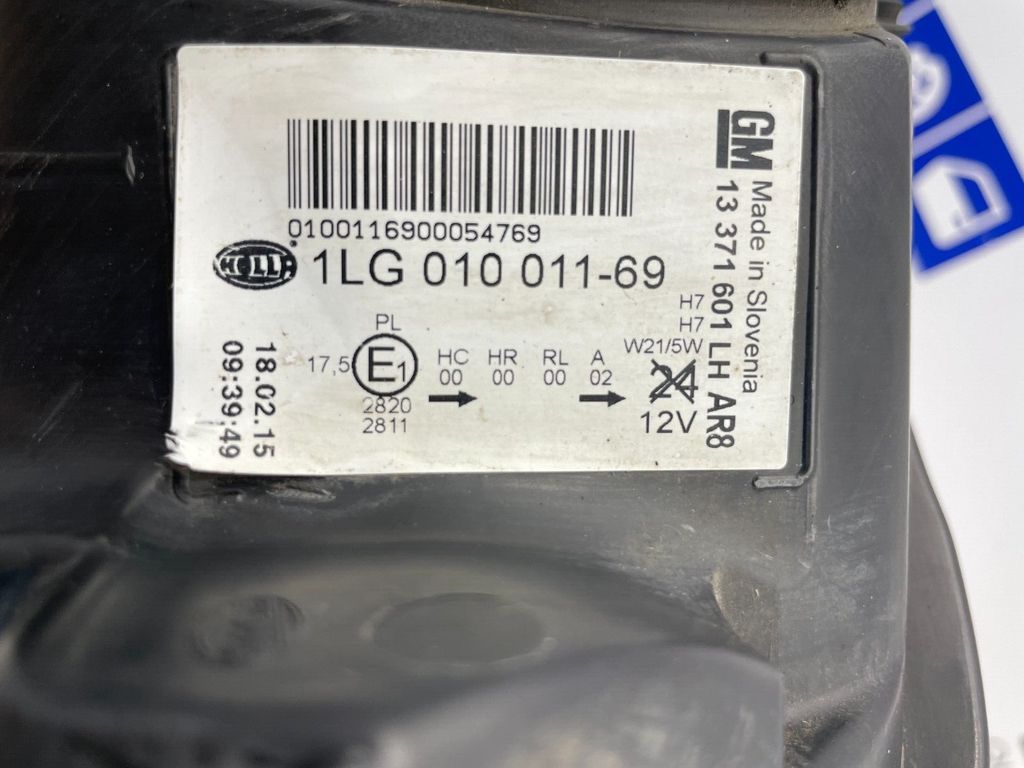 0100116900054769
HELLA ®
1LG 010 011-69
PL
17,5 E1
2820
2811
HC HR RL A
00 00 00 02
H7
H7
W21/5W
24
12V
18.02.15
09:39:49
GM
Made in Slovenia
13 371 601 LH AR8